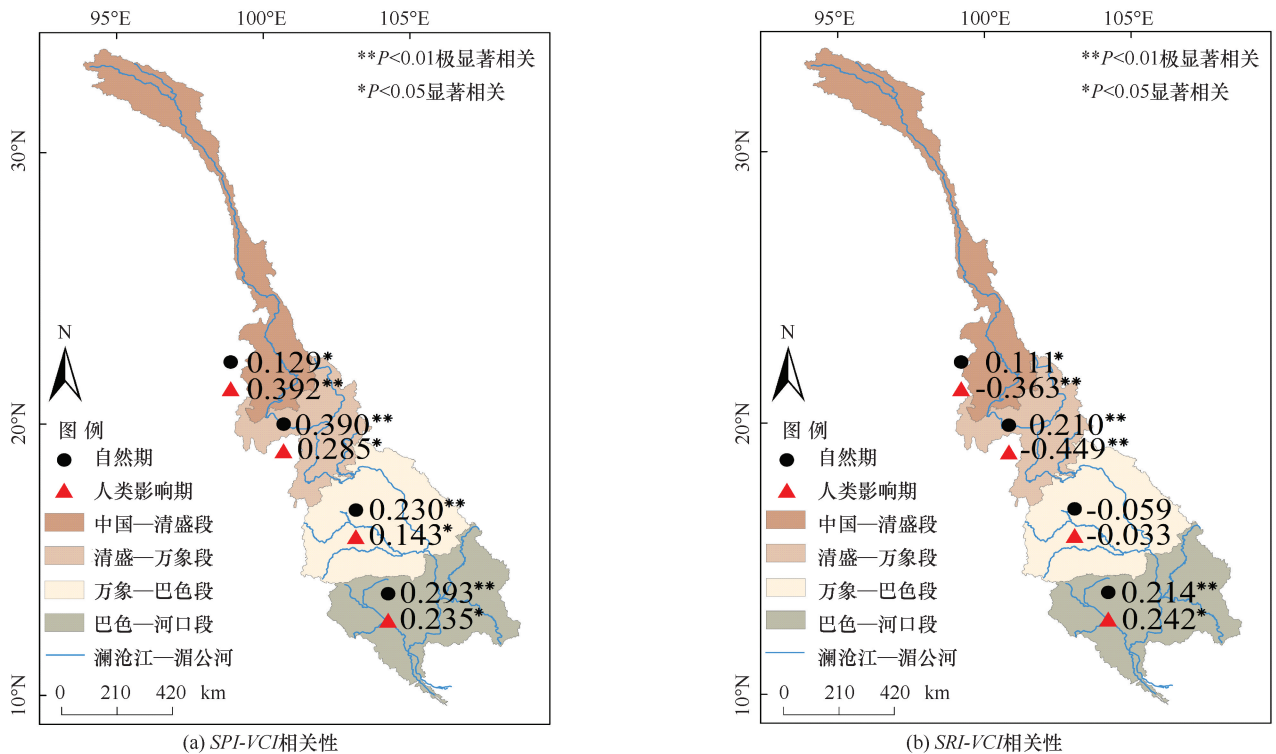 95°E 100°E 105°E
30°N
20°N
10°N
**P<0.01极显著相关
*P<0.05显著相关
N
0.129*
0.392**
0.390**
0.285*
0.230**
0.143*
0.293**
0.235*
图 例
自然期
人类影响期
中国—清盛段
清盛—万象段
万象—巴色段
巴色—河口段
澜沧江—湄公河
0 210 420 km
(a) SPI-VCI相关性
95°E 100°E 105°E
30°N
20°N
10°N
**P<0.01极显著相关
*P<0.05显著相关
N
0.111*
-0.363**
0.210**
-0.449**
-0.059
-0.033
0.214**
0.242*
图 例
自然期
人类影响期
中国—清盛段
清盛—万象段
万象—巴色段
巴色—河口段
澜沧江—湄公河
0 210 420 km
(b) SRI-VCI相关性